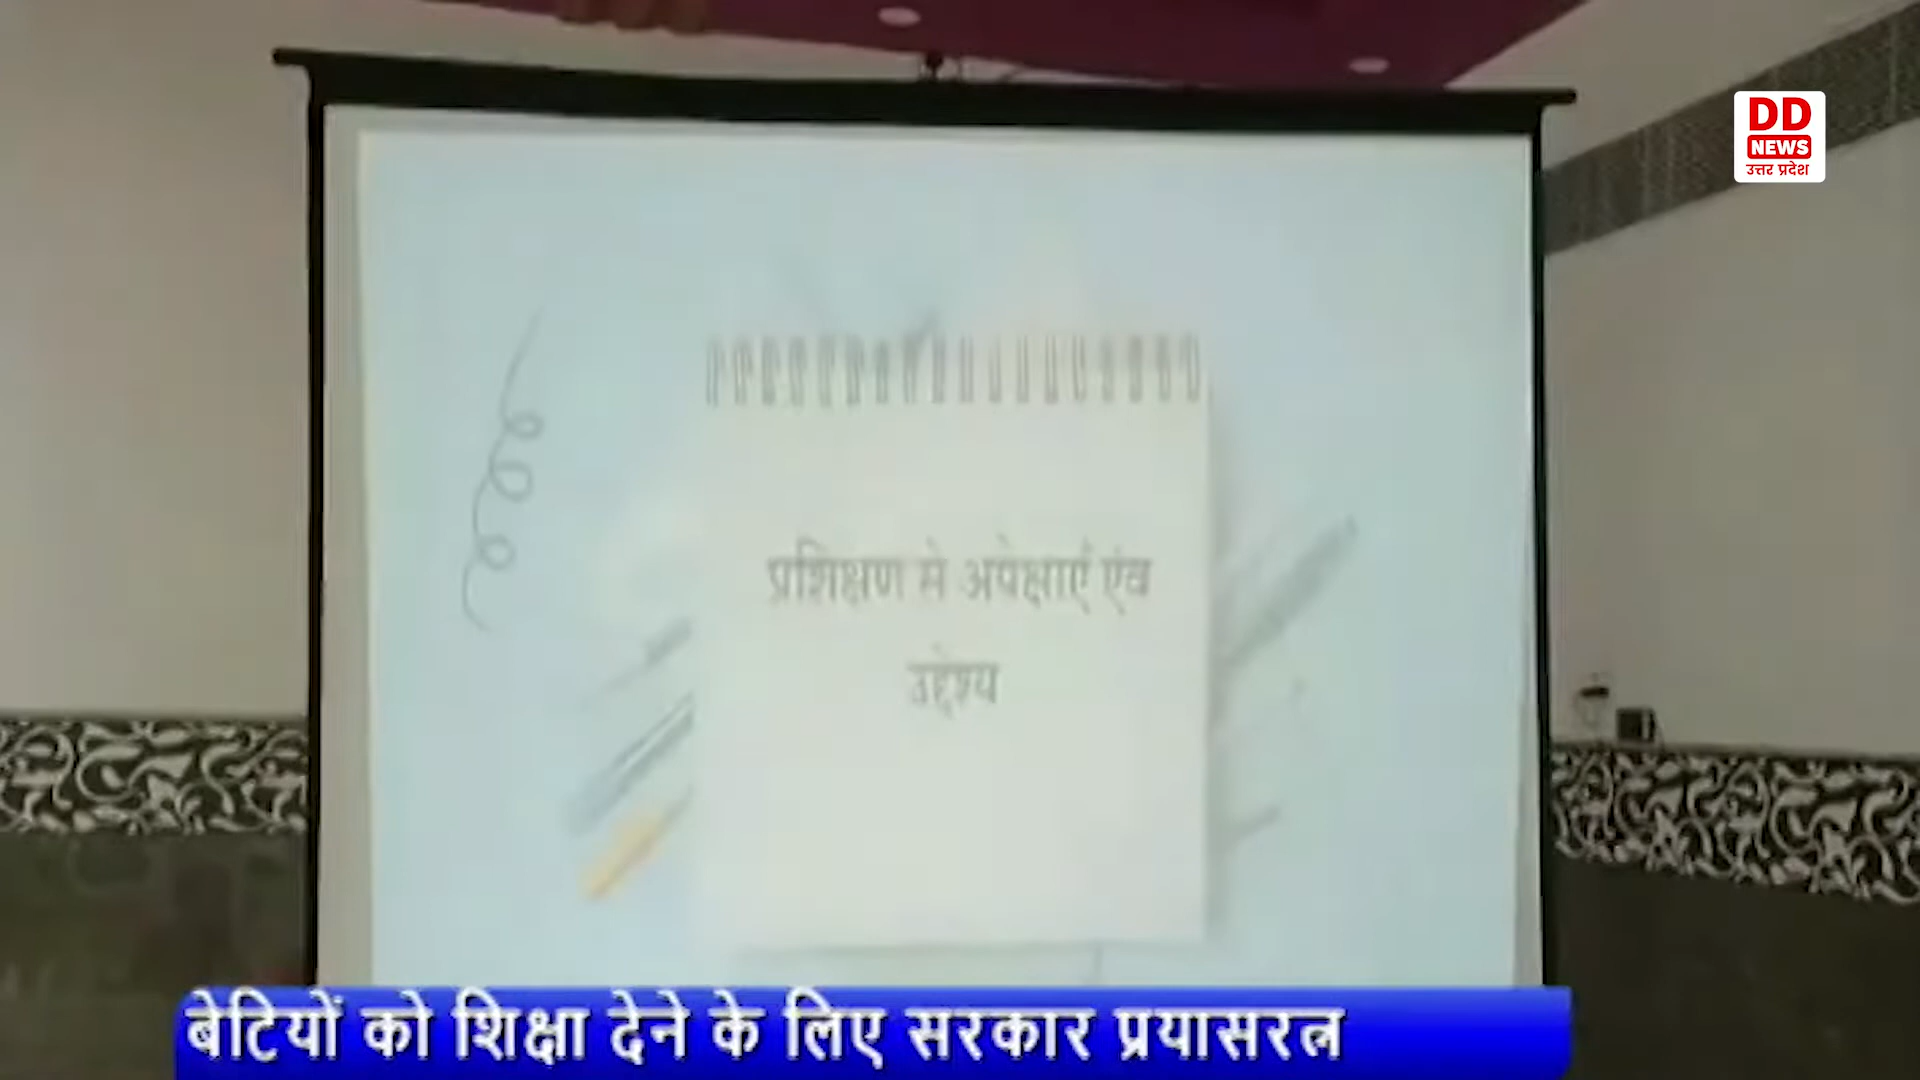 DD
NEWS
उत्तर प्रदेश
प्रशिक्षण मे अपेक्षाएं एंव
उद्देश्य
बेटियों को शिक्षा देने के लिए सरकार प्रयासरत्न